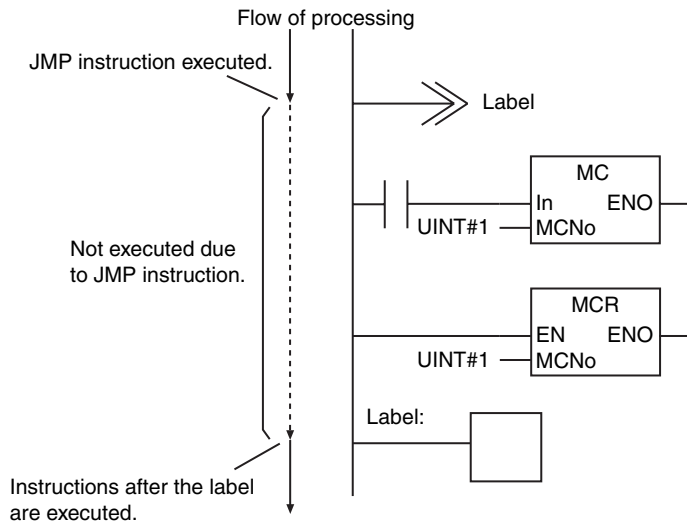 Flow of processing
JMP instruction executed.
Label
MC
In ENO
UINT#1 MCNo
Not executed due
to JMP instruction.
MCR
EN ENO
UINT#1 MCNo
Label:
Instructions after the label
are executed.